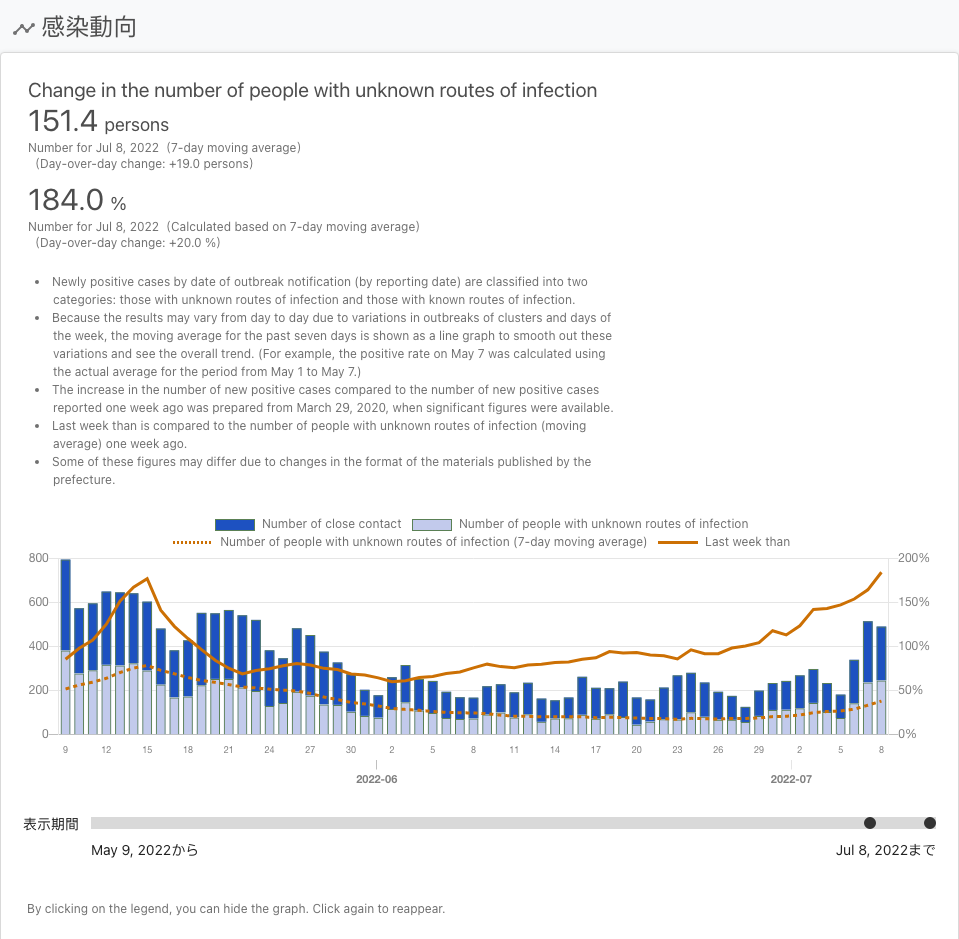 感染動向
Change in the number of people with unknown routes of infection
151.4 persons
Number for Jul 8, 2022 (7-day moving average)
(Day-over-day change: +19.0 persons)
184.0 %
Number for Jul 8, 2022 (Calculated based on 7-day moving average)
(Day-over-day change: +20.0 %)
• Newly positive cases by date of outbreak notification (by reporting date) are classified into two
categories: those with unknown routes of infection and those with known routes of infection.
• Because the results may vary from day to day due to variations in outbreaks of clusters and days of
the week, the moving average for the past seven days is shown as a line graph to smooth out these
variations and see the overall trend. (For example, the positive rate on May 7 was calculated using
the actual average for the period from May 1 to May 7.)
• The increase in the number of new positive cases compared to the number of new positive cases
reported one week ago was prepared from March 29, 2020, when significant figures were available.
• Last week than is compared to the number of people with unknown routes of infection (moving
average) one week ago.
• Some of these figures may differ due to changes in the format of the materials published by the
prefecture.
Number of close contact Number of people with unknown routes of infection
Number of people with unknown routes of infection (7-day moving average) Last week than
800 200%
600 150%
400 100%
200 50%
0 0%
9 12 15 18 21 24 27 30 2 5 8 11 14 17 20 23 26 29 2 5 8
2022-06 2022-07
表示期間
May 9, 2022から Jul 8, 2022まで
By clicking on the legend, you can hide the graph. Click again to reappear.